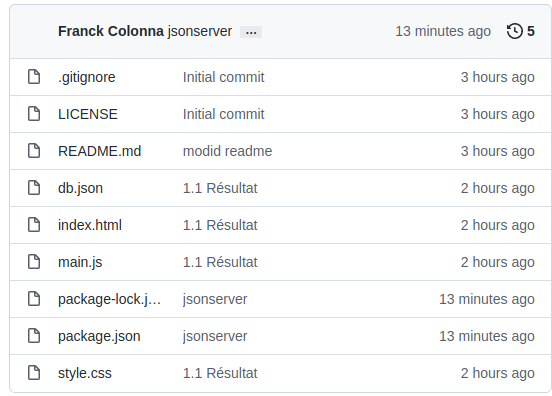 Franck Colonna jsonserver ... 13 minutes ago 5
.gitignore Initial commit 3 hours ago
LICENSE Initial commit 3 hours ago
README.md modid readme 3 hours ago
db.json 1.1 Résultat 2 hours ago
index.html 1.1 Résultat 2 hours ago
main.js 1.1 Résultat 2 hours ago
package-lock.j... jsonserver 13 minutes ago
package.json jsonserver 13 minutes ago
style.css 1.1 Résultat 2 hours ago